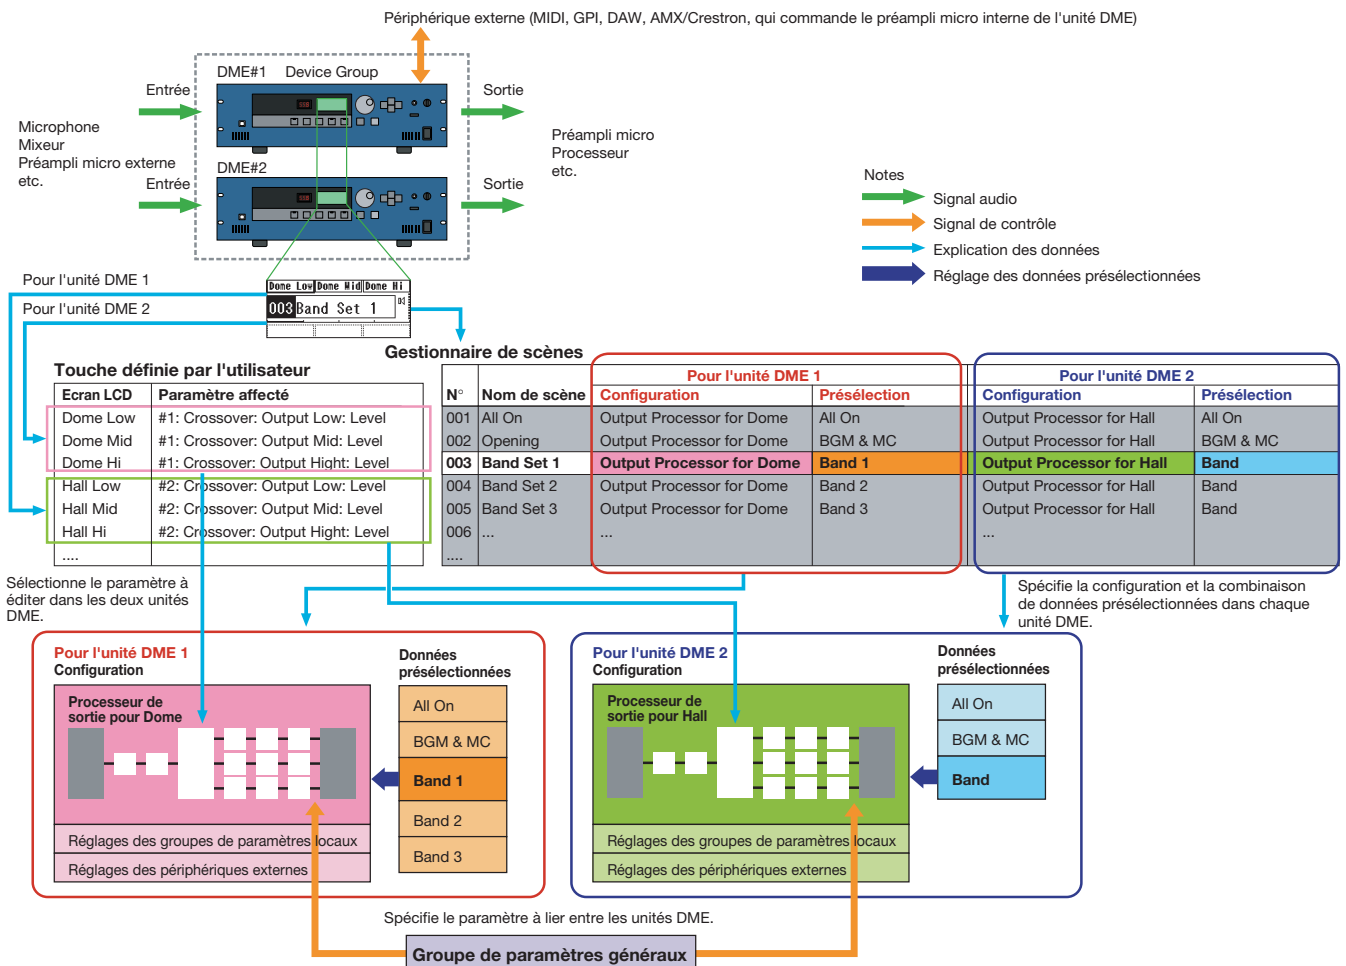 Périphérique externe (MIDI, GPI, DAW, AMX/Crestron, qui commande le préampli micro interne de l'unité DME)
DME#1 Device Group
Entrée
Sortie
Microphone
Mixeur
Préampli micro externe
etc.
Préampli micro
Processeur
etc.
DME#2
Entrée
Sortie
Notes
Signal audio
Signal de contrôle
Explication des données
Réglage des données présélectionnées
Pour l'unité DME 1
Pour l'unité DME 2
Dome Low Dome Mid Dome Hi
003 Band Set 1
Gestionnaire de scènes
Touche définie par l'utilisateur
Ecran LCD Paramètre affecté
Dome Low #1: Crossover: Output Low: Level
Dome Mid #1: Crossover: Output Mid: Level
Dome Hi #1: Crossover: Output Hight: Level
Hall Low #2: Crossover: Output Low: Level
Hall Mid #2: Crossover: Output Mid: Level
Hall Hi #2: Crossover: Output Hight: Level
....
Pour l'unité DME 1 Pour l'unité DME 2
N° Nom de scène Configuration Présélection Configuration Présélection
001 All On Output Processor for Dome All On Output Processor for Hall All On
002 Opening Output Processor for Dome BGM & MC Output Processor for Hall BGM & MC
003 Band Set 1 Output Processor for Dome Band 1 Output Processor for Hall Band
004 Band Set 2 Output Processor for Dome Band 2 Output Processor for Hall Band
005 Band Set 3 Output Processor for Dome Band 3 Output Processor for Hall Band
006 ... ... ...
....
Sélectionne le paramètre à
éditer dans les deux unités
DME.
Spécifie la configuration et la combinaison
de données présélectionnées dans chaque
unité DME.
Pour l'unité DME 1
Configuration
Données
présélectionnées
Processeur de
sortie pour Dome
All On
BGM & MC
Band 1
Band 2
Band 3
Réglages des groupes de paramètres locaux
Réglages des périphériques externes
Pour l'unité DME 2
Configuration
Données
présélectionnées
Processeur de
sortie pour Hall
All On
BGM & MC
Band
Réglages des groupes de paramètres locaux
Réglages des périphériques externes
Spécifie le paramètre à lier entre les unités DME.
Groupe de paramètres généraux